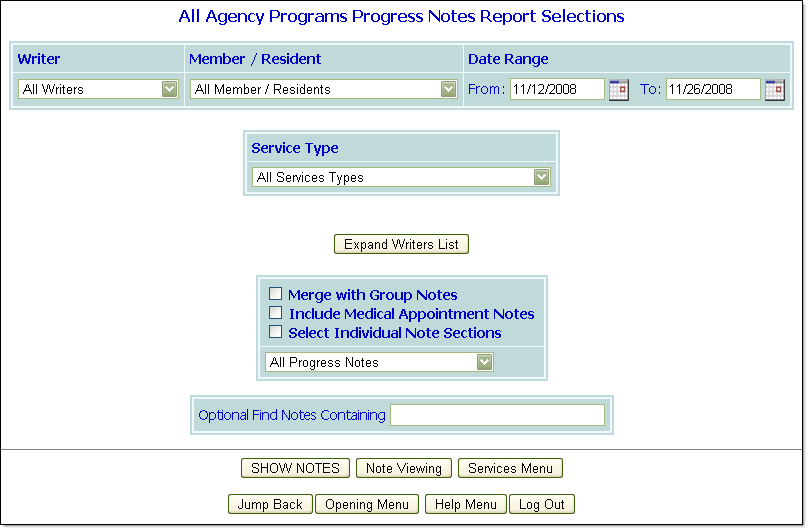 All Agency Programs Progress Notes Report Selections
Writer Member / Resident Date Range
All Writers All Member / Residents From: 11/12/2008 To: 11/26/2008
Service Type
All Services Types
Expand Writers List
Merge with Group Notes
Include Medical Appointment Notes
Select Individual Note Sections
All Progress Notes
Optional Find Notes Containing
SHOW NOTES Note Viewing Services Menu
Jump Back Opening Menu Help Menu Log Out